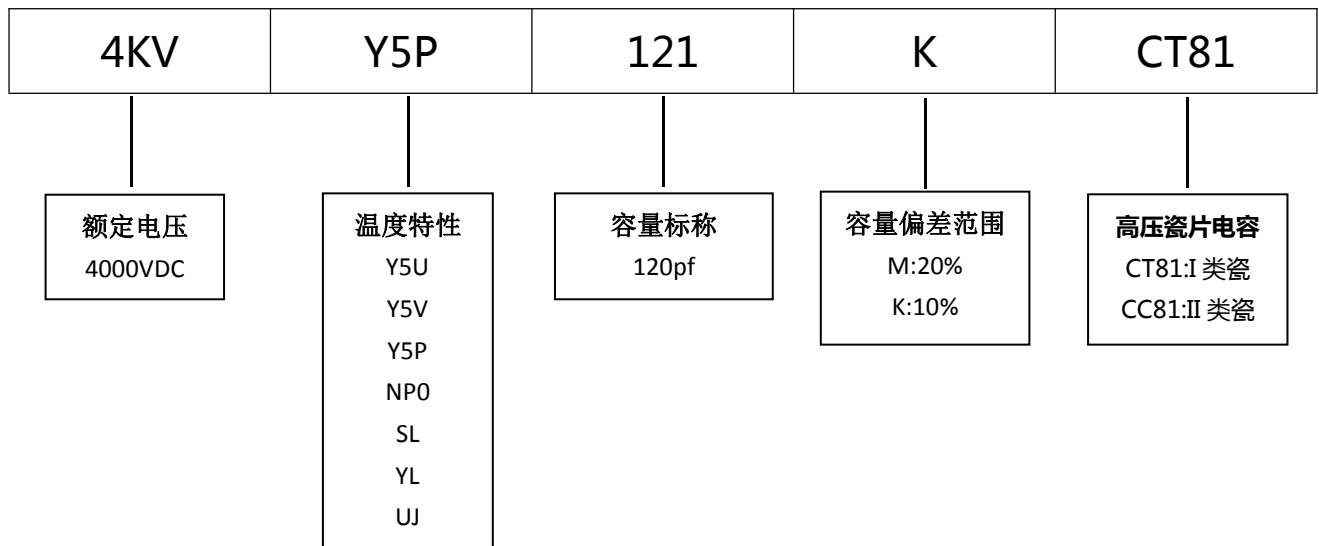 4KV Y5P 121 K CT81
额定电压
4000VDC
温度特性
Y5U
Y5V
Y5P
NP0
SL
YL
UJ
容量标称
120pf
容量偏差范围
M:20%
K:10%
高压瓷片电容
CT81:I 类瓷
CC81:II 类瓷